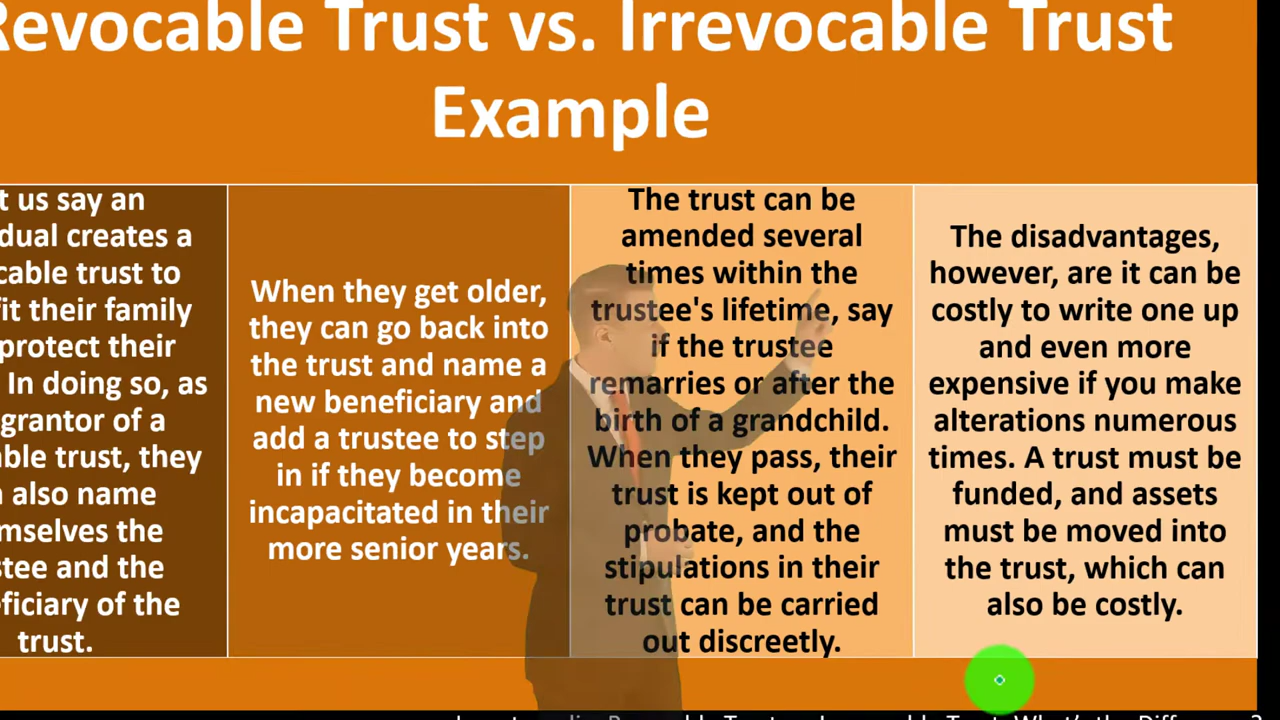 Revocable Trust vs. Irrevocable Trust
Example
us say an
creates a
trust to
their family
protect their
In doing so, as
grantor of a
trust, they
also name
the
and the
of the
trust.
When they get older,
they can go back into
the trust and name a
new beneficiary and
add a trustee to step
in if they become
incapacitated in their
more senior years.
The trust can be
amended several
times within the
trustee's lifetime, say
if the trustee
remarries or after the
birth of a grandchild.
When they pass, their
trust is kept out of
probate, and the
stipulations in their
trust can be carried
out discreetly.
The disadvantages,
however, are it can be
costly to write one up
and even more
expensive if you make
alterations numerous
times. A trust must be
funded, and assets
must be moved into
the trust, which can
also be costly.